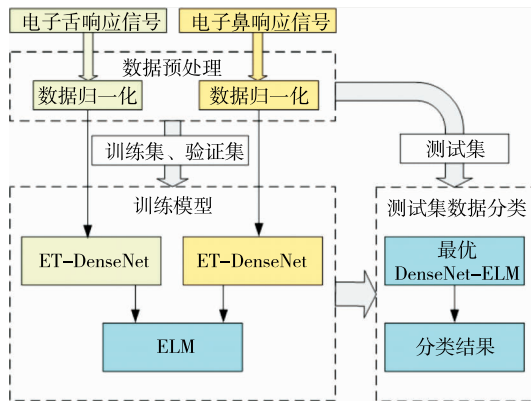 电子舌响应信号
电子鼻响应信号
数据预处理
数据归一化
数据归一化
训练集、验证集
测试集
训练模型
测试集数据分类
ET-DenseNet
ET-DenseNet
最优
DenseNet-ELM
ELM
分类结果